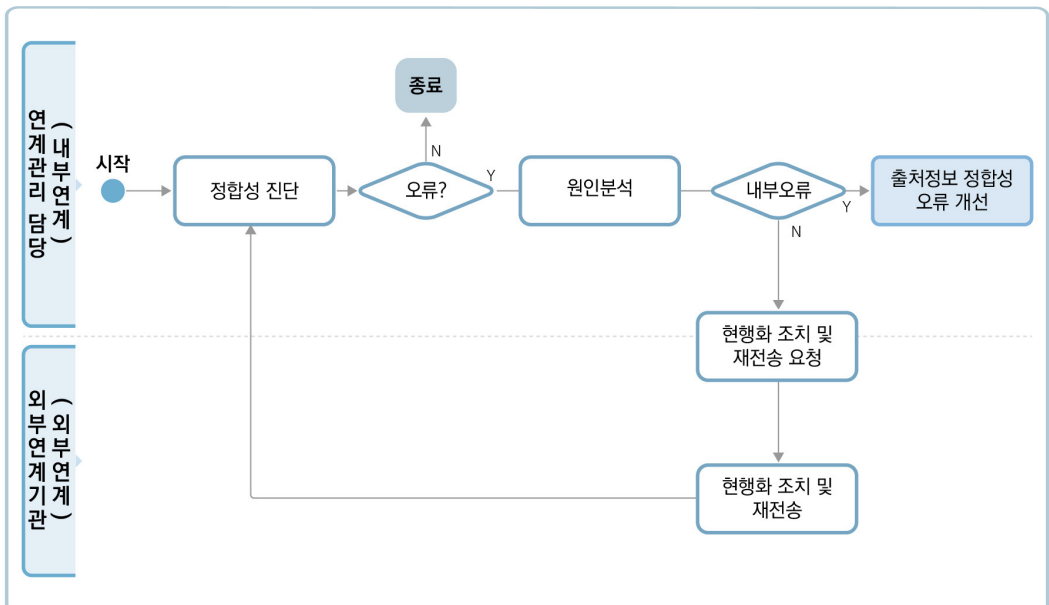 연계관리 담당
(내부연계)
종료
시작
N
정합성 진단
오류?
Y
원인분석
내부오류
Y
출처정보 정합성
오류 개선
N
현행화 조치 및
재전송 요청
외부연계기관
(외부연계)
현행화 조치 및
재전송